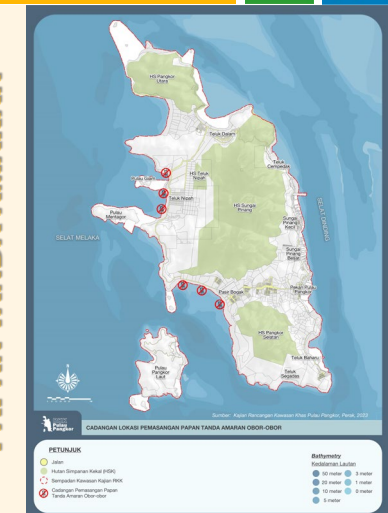 HS Pangkor
Utara
Teluk Dalam
Teluk
Cempedak
HS Teluk
Nipah
Teluk Nipah
Pulau
Mentagor
HS Sungai
Pinang
Sungai
Pinang
Kecil
SELAT MELAKA
SELAT DINDING
Sungai
Pinang
Besar
Pasir Bogak
Pekan Pulau
Pangkor
HS Pangkor
Selatan
Teluk Baharu
Teluk
Segadas
Pulau
Pangkor
Laut
Sumber: Kajian Rancangan Kawasan Khas Pulau Pangkor, Perak, 2023
Pulau
Pangkor
CADANGAN LOKASI PEMASANGAN PAPAN TANDA AMARAN OBOR-OBOR
PETUNJUK
Jalan
Hutan Simpanan Kekal (HSK)
Sempadan Kawasan Kajian RKK
Cadangan Pemasangan Papan
Tanda Amaran Obor-obor
Bathymetry
Kedalaman Lautan
50 meter
3 meter
20 meter
1 meter
10 meter
0 meter
5 meter